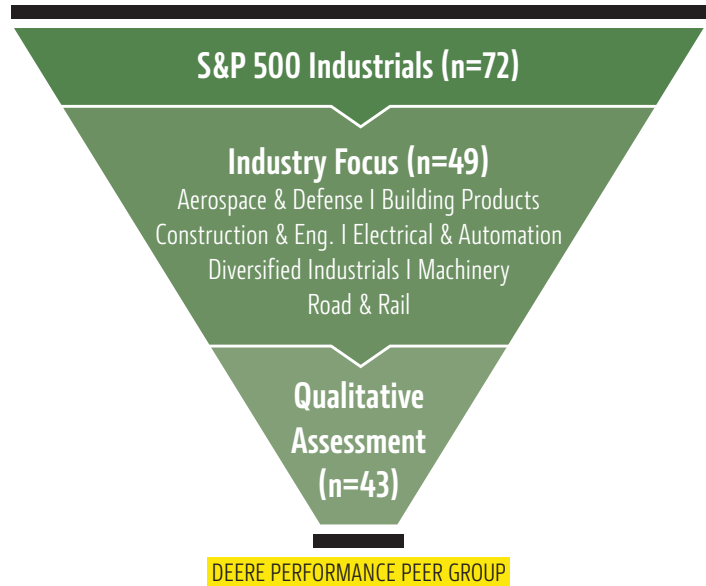 S&P 500 Industrials (n=72)
Industry Focus (n=49)
Aerospace & Defense I Building Products
Construction & Eng. I Electrical & Automation
Diversified Industrials I Machinery
Road & Rail
Qualitative
Assessment
(n=43)
DEERE PERFORMANCE PEER GROUP